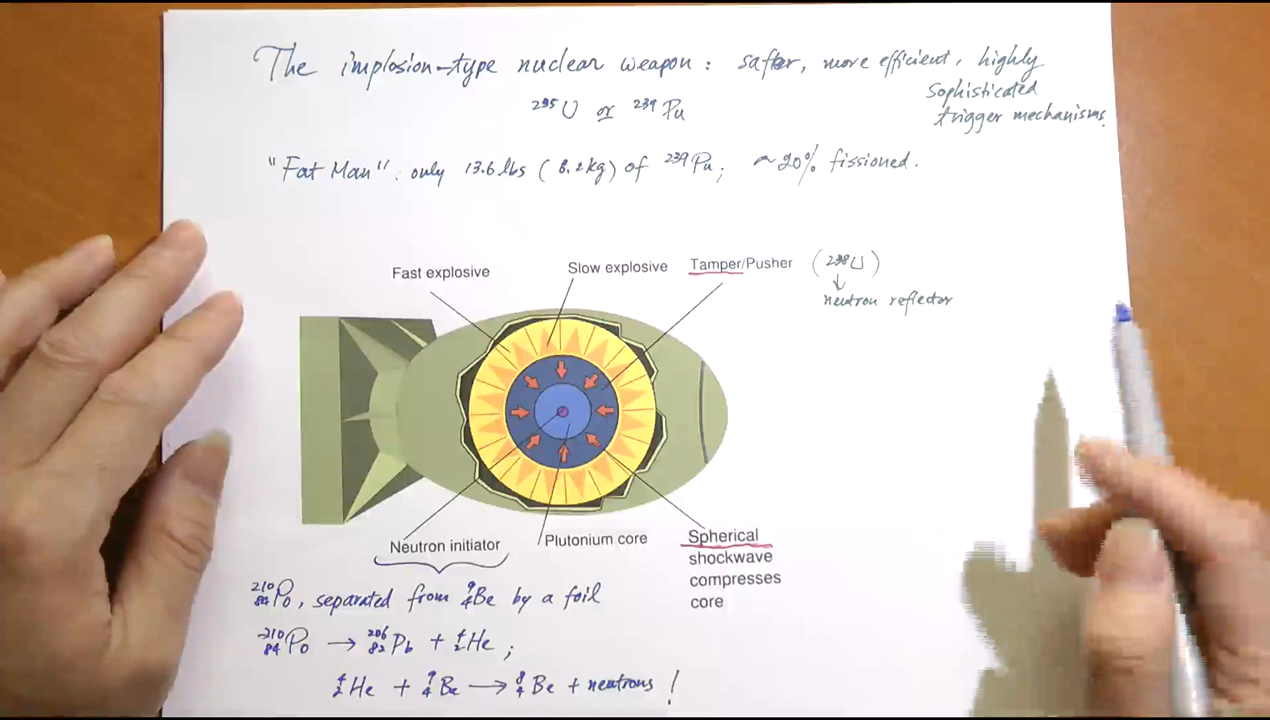 The implosion-type nuclear weapon: safter, more efficient, highly
sophisticated
trigger mechanisms.
²³⁵U or ²³⁹Pu
"Fat Man": only 13.6 lbs (6.2kg) of ²³⁹Pu; ~20% fissioned.
Fast explosive
Slow explosive
Tamper/Pusher (²³⁸U)
↓
neutron reflector
Neutron initiator
Plutonium core
Spherical
shockwave
compresses
core
²¹⁰₈₄Po, separated from ⁹₄Be by a foil
²¹⁰₈₄Po → ²⁰⁶₈₂Pb + ⁴₂He;
⁴₂He + ⁹₄Be → ⁸₄Be + neutrons!